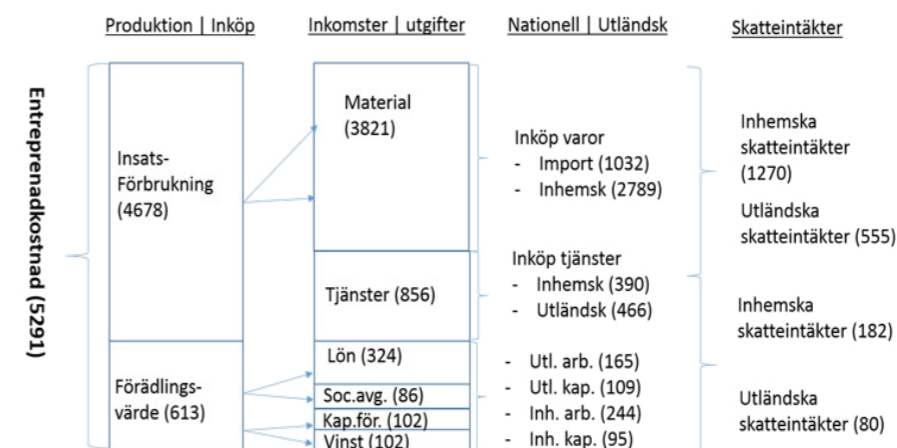 Produktion | Inköp
Inkomster | utgifter
Nationell | Utländsk
Skatteintäkter
Entreprenadkostnad (5291)
Insats-
Förbrukning
(4678)
Förädlings-
värde (613)
Material
(3821)
Tjänster (856)
Lön (324)
Soc.avg. (86)
Kap.för. (102)
Vinst (102)
Inköp varor
- Import (1032)
- Inhemsk (2789)
Inköp tjänster
- Inhemsk (390)
- Utländsk (466)
- Utl. arb. (165)
- Utl. kap. (109)
- Inh. arb. (244)
- Inh. kap. (95)
Inhemska
skatteintäkter
(1270)
Utländska
skatteintäkter (555)
Inhemska
skatteintäkter (182)
Utländska
skatteintäkter (80)